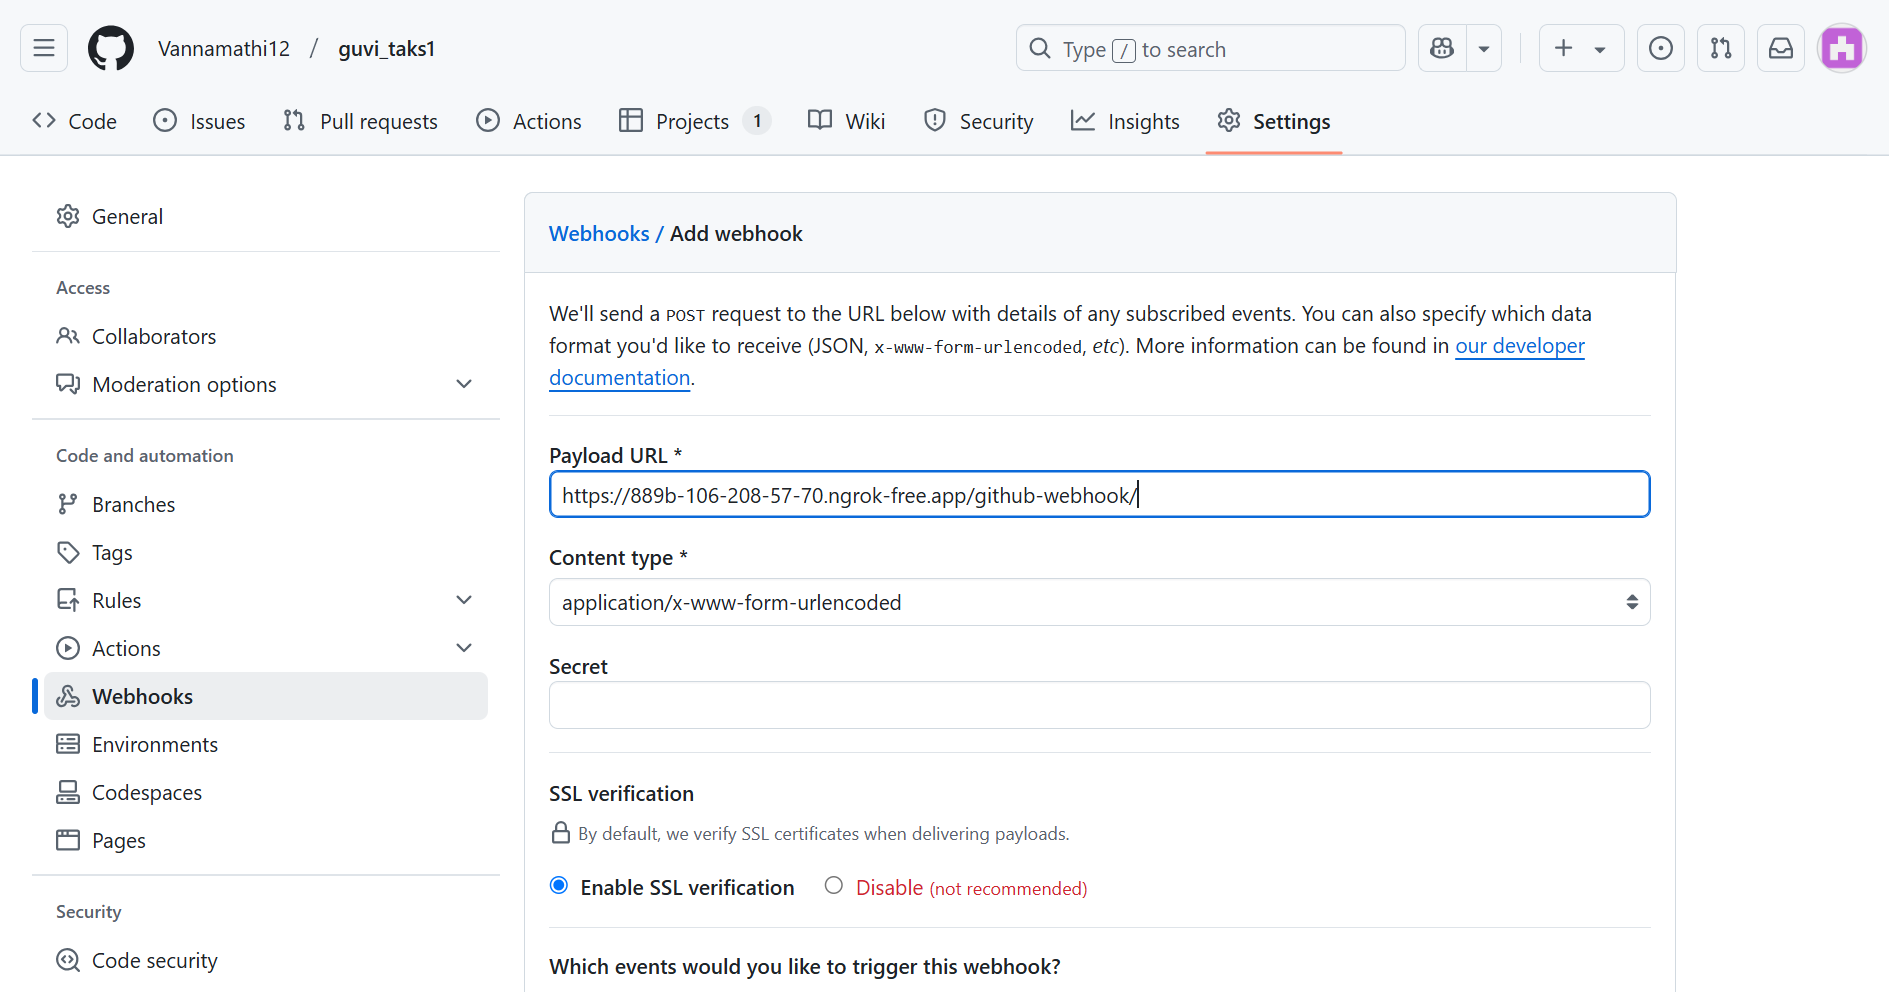 Vannamathi12 / guvi_taks1
Type / to search
Code
Issues
Pull requests
Actions
Projects 1
Wiki
Security
Insights
Settings
General
Access
Collaborators
Moderation options
Code and automation
Branches
Tags
Rules
Actions
Webhooks
Environments
Codespaces
Pages
Security
Code security
Webhooks / Add webhook
We'll send a POST request to the URL below with details of any subscribed events. You can also specify which data
format you'd like to receive (JSON, x-www-form-urlencoded, etc). More information can be found in our developer
documentation.
Payload URL *
https://889b-106-208-57-70.ngrok-free.app/github-webhook/
Content type *
application/x-www-form-urlencoded
Secret
SSL verification
By default, we verify SSL certificates when delivering payloads.
Enable SSL verification
Disable (not recommended)
Which events would you like to trigger this webhook?